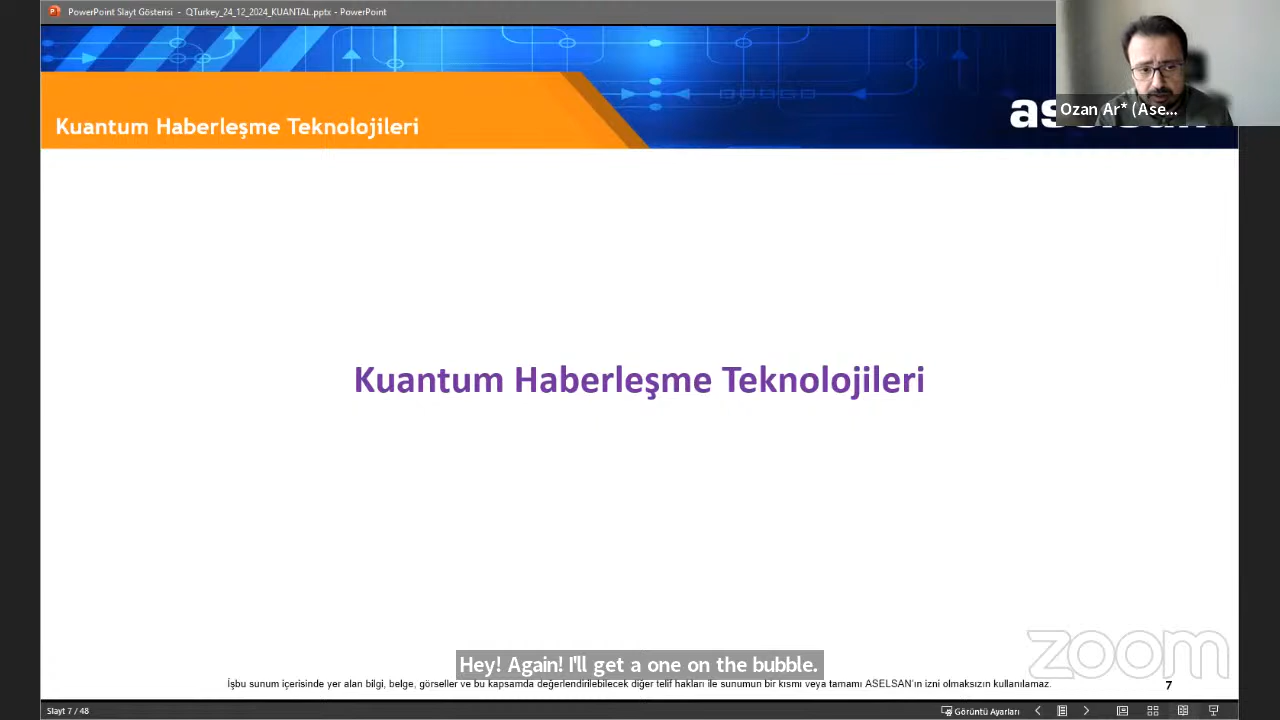 PowerPoint Slayt Gösterisi - QTurkey_24_12_2024_KUANTAL.pptx - PowerPoint
Ozan Ar* (Ase...
Kuantum Haberleşme Teknolojileri
Kuantum Haberleşme Teknolojileri
zoom
Hey! Again! I'll get a one on the bubble.
İşbu sunum içerisinde yer alan bilgi, belge, görseller ve bu kapsamda değerlendirilebilecek diğer telif hakları ile sunumun bir kısmı veya tamamı ASELSAN'ın izni olmaksızın kullanılamaz.
7
Slayt 7 / 48
Görüntü Ayarları